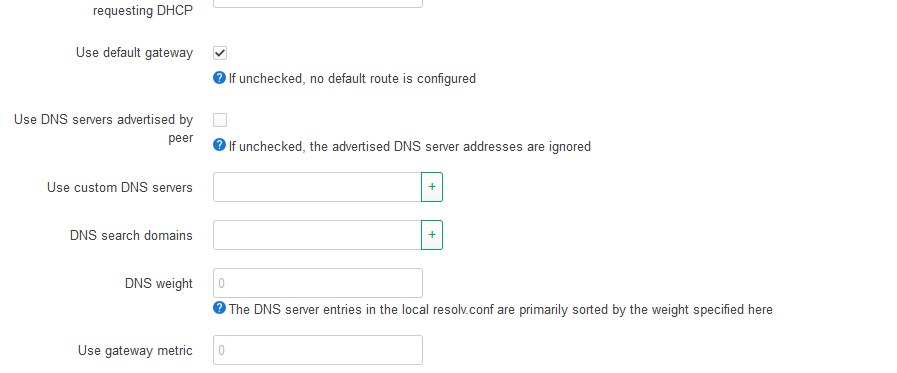 requesting DHCP
Use default gateway
If unchecked, no default route is configured
Use DNS servers advertised by
peer
If unchecked, the advertised DNS server addresses are ignored
Use custom DNS servers
+
DNS search domains
+
DNS weight
0
The DNS server entries in the local resolv.conf are primarily sorted by the weight specified here
Use gateway metric
0